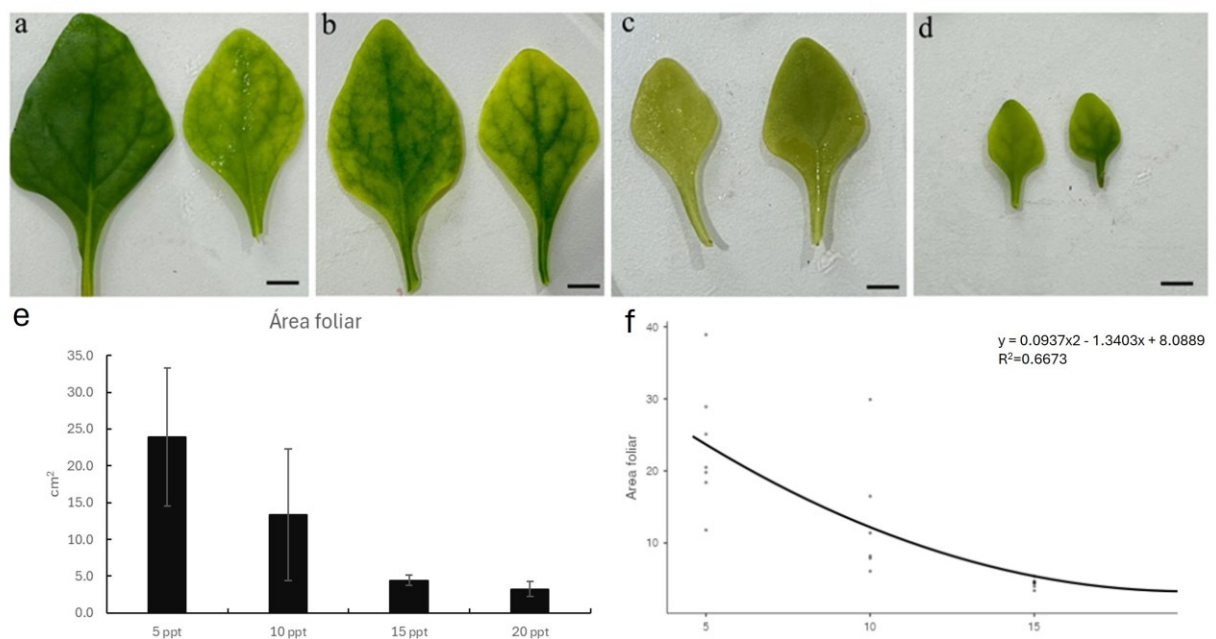 a
b
c
d
e
Área foliar
35.0
30.0
25.0
20.0
15.0
10.0
5.0
0.0
cm²
5 ppt
10 ppt
15 ppt
20 ppt
f
y = 0.0937x2 - 1.3403x + 8.0889
R²=0.6673
40
30
20
10
Area foliar
5
10
15